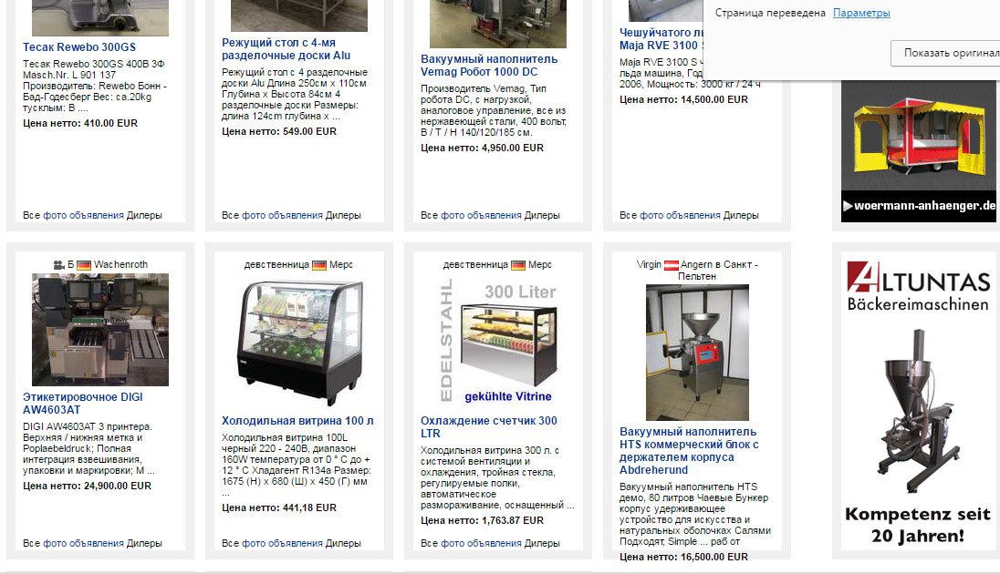 Страница переведена Параметры
Показать оригинал
Тесак Rewebo 300GS
Тесак Rewebo 300GS 400В 3Ф
Masch.Nr. L 901 137
Производитель: Rewebo Бонн -
Бад-Годесберг Вес: ca.20kg
тусклым: В ....
Цена нетто: 410.00 EUR
Все фото объявления Дилеры
Режущий стол с 4-мя
разделочные доски Alu
Режущий стол с 4 разделочные
доски Alu Длина 250см х 110см
Глубина х Высота 84см 4
разделочные доски Размеры:
длина 124cm глубина х ...
Цена нетто: 549.00 EUR
Все фото объявления Дилеры
Вакуумный наполнитель
Vemag Робот 1000 DC
Производитель Vemag, Тип
робота DC, с нагрузкой,
аналоговое управление, все из
нержавеющей стали, 400 вольт,
В / Т / Н 140/120/185 см.
Цена нетто: 4,950.00 EUR
Все фото объявления Дилеры
Чешуйчатого
Maja RVE 3100
Maja RVE 3100 S
льда машина,
2006, Мощность: 3000 кг / 24 ч
Цена нетто: 14,500.00 EUR
Все фото объявления Дилеры
woermann-anhaenger.de
Б Wachenroth
Этикетировочное DIGI
AW4603AT
DIGI AW4603AT 3 принтера.
Верхняя / нижняя метка и
Poplaebeldruck; Полная
интеграция взвешивания,
упаковки и маркировки; М ...
Цена нетто: 24,900.00 EUR
Все фото объявления Дилеры
девственница Мерс
Холодильная витрина 100 л
Холодильная витрина 100L
черный 220 - 240В, диапазон
160W температура от 0 ° C до +
12 ° C Хладагент R134a Размер:
1675 (H) x 680 (Ш) x 450 (Г) мм
...
Цена нетто: 441,18 EUR
Все фото объявления Дилеры
девственница Мерс
EDELSTAHL
300 Liter
gekühlte Vitrine
Охлаждение счетчик 300
LTR
Холодильная витрина 300 л. с
системой вентиляции и
охлаждения, тройная стекла,
регулируемые полки,
автоматическое
размораживание, оснащенный ...
Цена нетто: 1,763.87 EUR
Все фото объявления Дилеры
Virgin Angern в Санкт -
Пельтен
Вакуумный наполнитель
HTS коммерческий блок с
держателем корпуса
Abdreherund
Вакуумный наполнитель HTS
демо, 80 литров Чаевые Бункер
корпус удерживающее
устройство для искусства и
натуральных оболочках Салями
Подходят, Simple ... раб от
Цена нетто: 16,500.00 EUR
ALTUNTAS
Bäckereimaschinen
Kompetenz seit
20 Jahren!